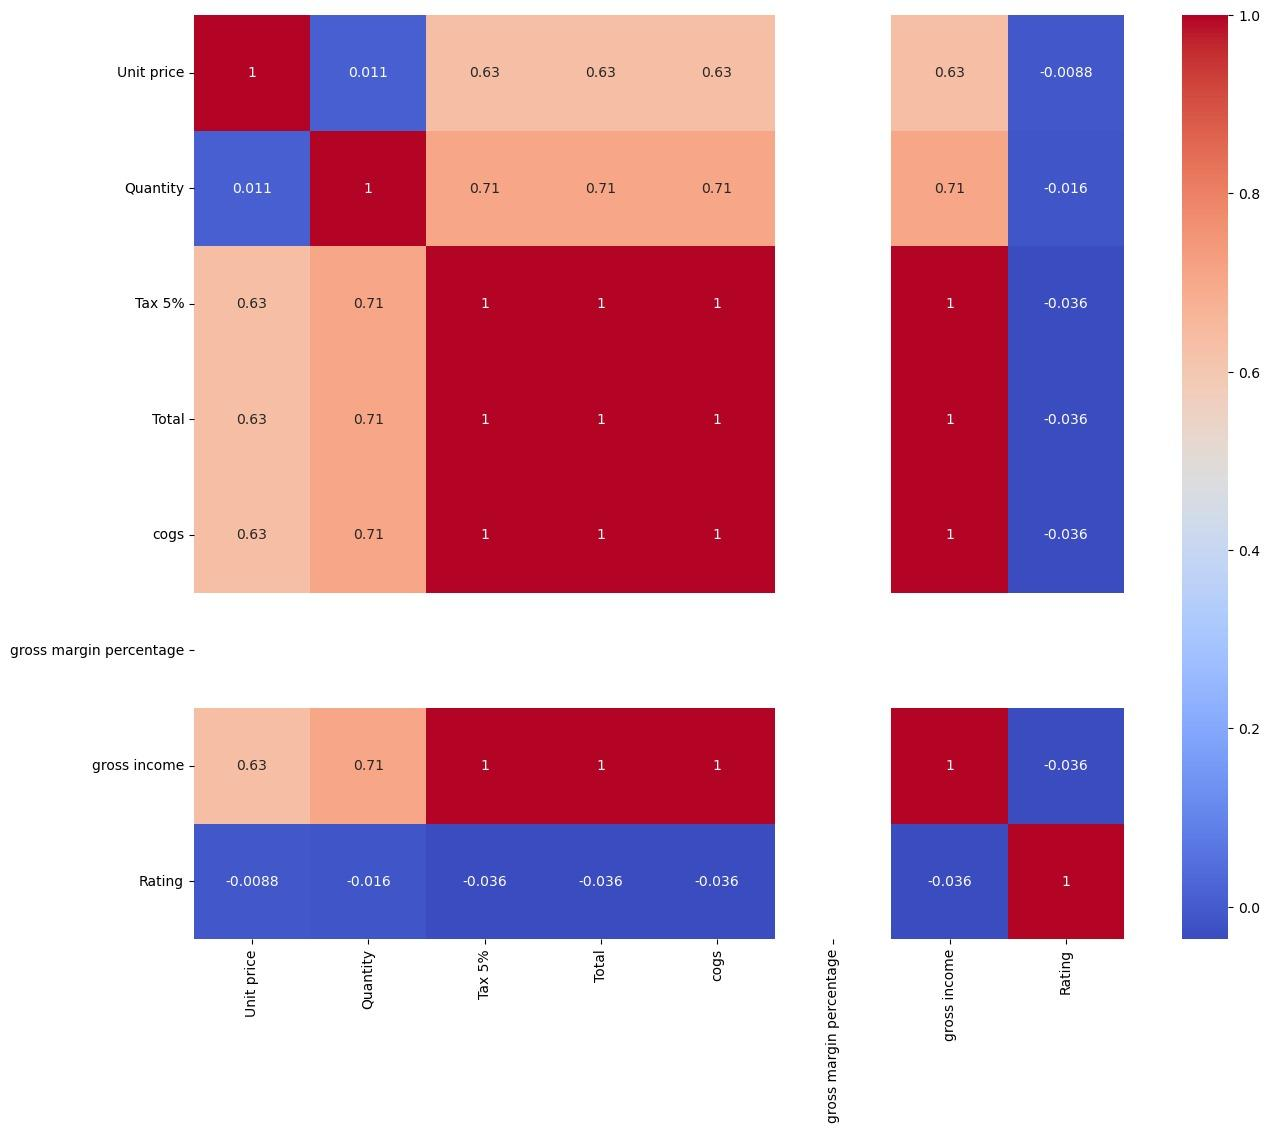 Unit price 1 0.011 0.63 0.63 0.63 0.63 -0.0088
Quantity 0.011 1 0.71 0.71 0.71 0.71 -0.016
Tax 5% 0.63 0.71 1 1 1 1 -0.036
Total 0.63 0.71 1 1 1 1 -0.036
cogs 0.63 0.71 1 1 1 1 -0.036
gross margin percentage
gross income 0.63 0.71 1 1 1 1 -0.036
Rating -0.0088 -0.016 -0.036 -0.036 -0.036 -0.036 1
Unit price
Quantity
Tax 5%
Total
cogs
gross margin percentage
gross income
Rating
1.0
0.8
0.6
0.4
0.2
0.0